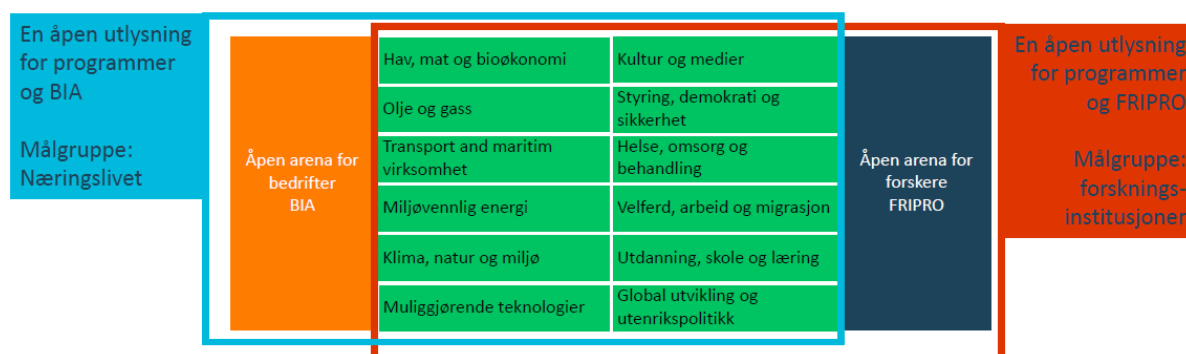 En åpen utlysning
for programmer
og BIA
Målgruppe:
Næringslivet
Åpen arena for
bedrifter
BIA
Hav, mat og bioøkonomi
Olje og gass
Transport and maritim
virksomhet
Miljøvennlig energi
Klima, natur og miljø
Muliggjørende teknologier
Kultur og medier
Styring, demokrati og
sikkerhet
Helse, omsorg og
behandling
Velferd, arbeid og migrasjon
Utdanning, skole og læring
Global utvikling og
utenrikspolitikk
Åpen arena for
forskere
FRIPRO
En åpen utlysning
for programmer
og FRIPRO
Målgruppe:
forsknings-
institusjoner